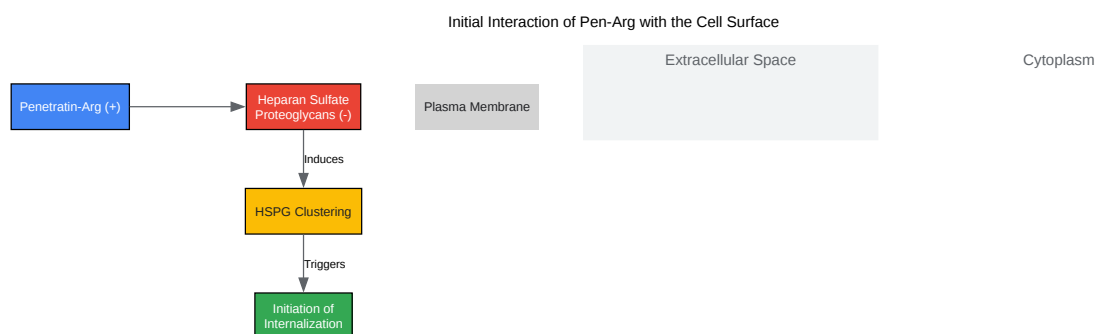 Initial Interaction of Pen-Arg with the Cell Surface
Extracellular Space
Cytoplasm
Penetratin-Arg (+)
Heparan Sulfate
Proteoglycans (-)
Plasma Membrane
Induces
HSPG Clustering
Triggers
Initiation of
Internalization